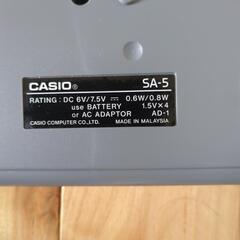 CASIO® SA-5
RATING: DC 6V/7.5V ⎓ 0.6W/0.8W
use BATTERY 1.5V×4
or AC ADAPTOR AD-1
CASIO COMPUTER CO.,LTD. MADE IN MALAYSIA